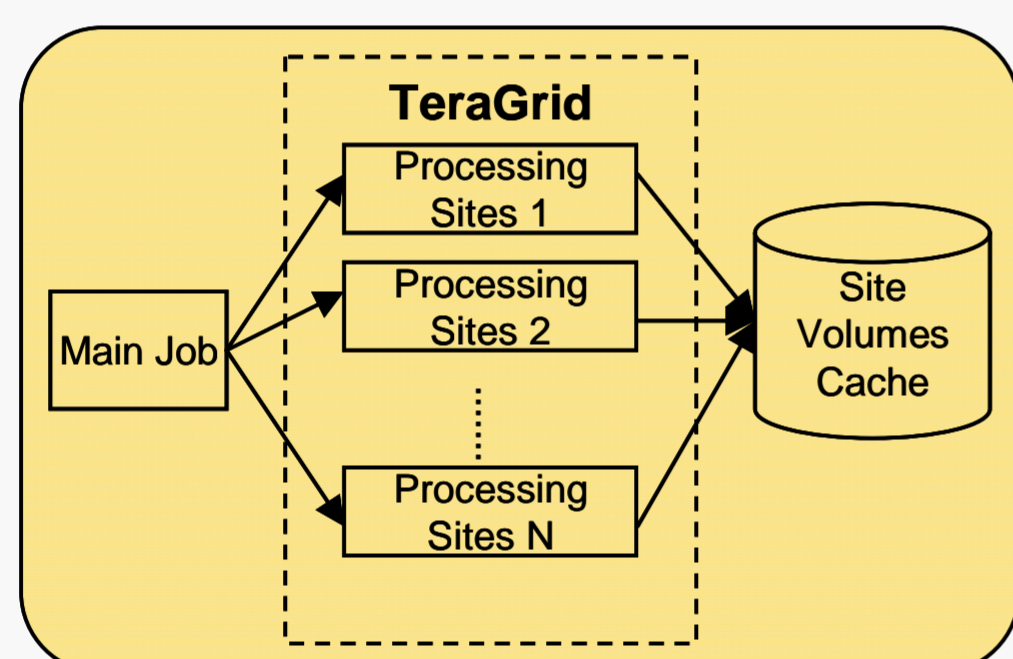 TeraGrid
Processing
Sites 1
Processing
Sites 2
Main Job
Site
Volumes
Cache
Processing
Sites N